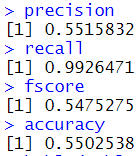 > precision
[1] 0.5515832
> recall
[1] 0.9926471
> fscore
[1] 0.5475275
> accuracy
[1] 0.5502538